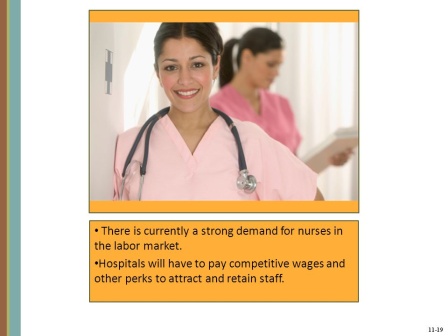 • There is currently a strong demand for nurses in
the labor market.
•Hospitals will have to pay competitive wages and
other perks to attract and retain staff.
11-19